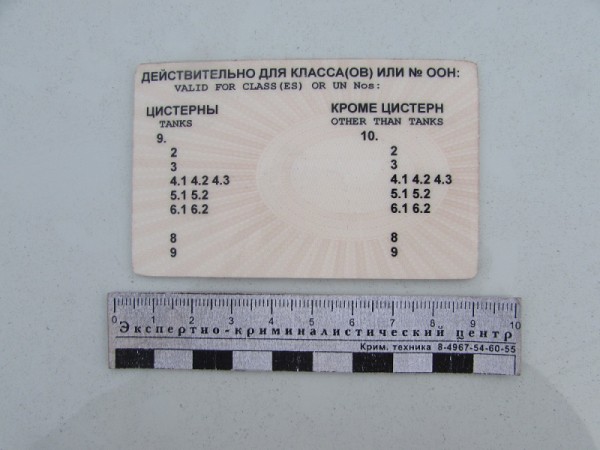 ДЕЙСТВИТЕЛЬНО ДЛЯ КЛАССА(ОВ) ИЛИ № ООН:
VALID FOR CLASS(ES) OR UN Nos:
ЦИСТЕРНЫ
TANKS
9.
2
3
4.1 4.2 4.3
5.1 5.2
6.1 6.2
8
9
КРОМЕ ЦИСТЕРН
OTHER THAN TANKS
10.
2
3
4.1 4.2 4.3
5.1 5.2
6.1 6.2
8
9
0 1 2 3 4 5 6 7 8 9 10
Экспертно-криминалистический центр
Крим. техника 8-4967-54-60-55